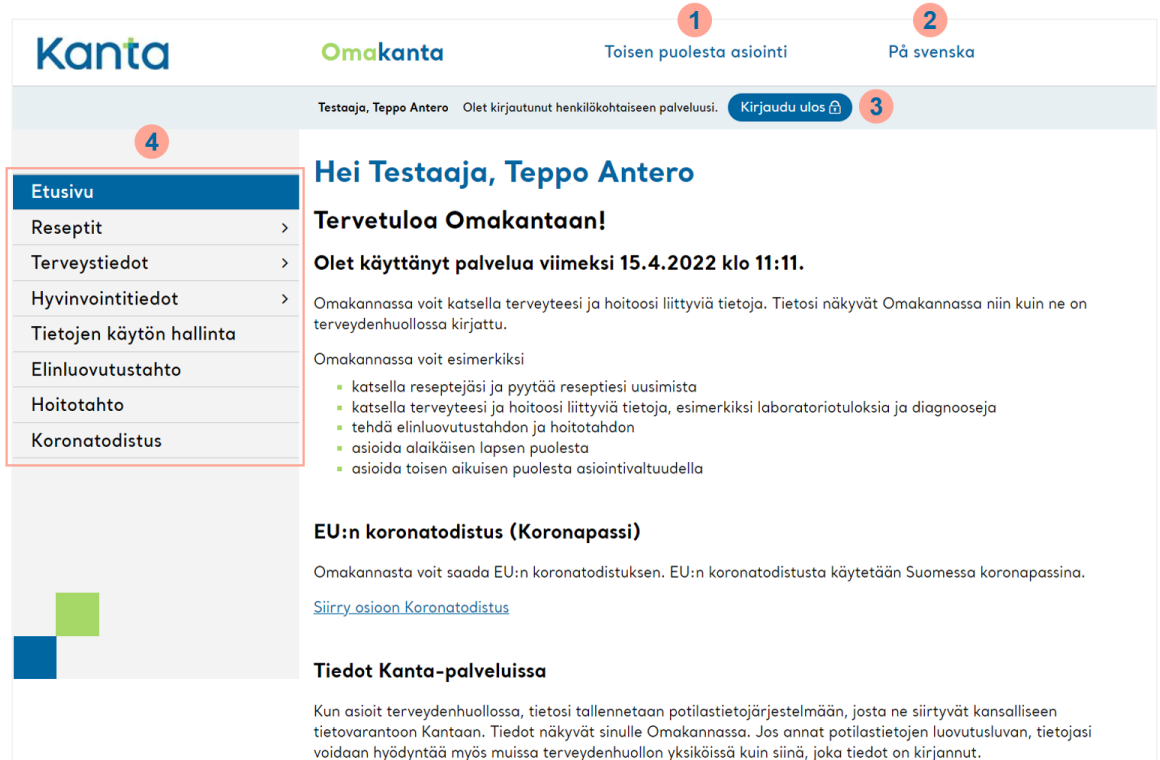 1
2
Kanta
Omakanta
Toisen puolesta asiointi
På svenska
Testaaja, Teppo Antero
Olet kirjautunut henkilökohtaiseen palveluusi.
Kirjaudu ulos
3
4
Etusivu
Reseptit
Terveystiedot
Hyvinvointitiedot
Tietojen käytön hallinta
Elinluovutustahto
Hoitotahto
Koronatodistus
Hei Testaaja, Teppo Antero
Tervetuloa Omakantaan!
Olet käyttänyt palvelua viimeksi 15.4.2022 klo 11:11.
Omakannassa voit katsella terveyteesi ja hoitoosi liittyviä tietoja. Tietosi näkyvät Omakannassa niin kuin ne on
terveydenhuollossa kirjattu.
Omakannassa voit esimerkiksi
katsella reseptejäsi ja pyytää reseptiesi uusimista
katsella terveyteesi ja hoitoosi liittyviä tietoja, esimerkiksi laboratoriotuloksia ja diagnooseja
tehdä elinluovutustahdon ja hoitotahdon
asioida alaikäisen lapsen puolesta
asioida toisen aikuisen puolesta asiointivaltuudella
EU:n koronatodistus (Koronapassi)
Omakannasta voit saada EU:n koronatodistuksen. EU:n koronatodistusta käytetään Suomessa koronapassina.
Siirry osioon Koronatodistus
Tiedot Kanta-palveluissa
Kun asioit terveydenhuollossa, tietosi tallennetaan potilastietojärjestelmään, josta ne siirtyvät kansalliseen
tietovarantoon Kantaan. Tiedot näkyvät sinulle Omakannassa. Jos annat potilastietojen luovutusluvan, tietojasi
voidaan hyödyntää myös muissa terveydenhuollon yksiköissä kuin siinä, joka tiedot on kirjannut.